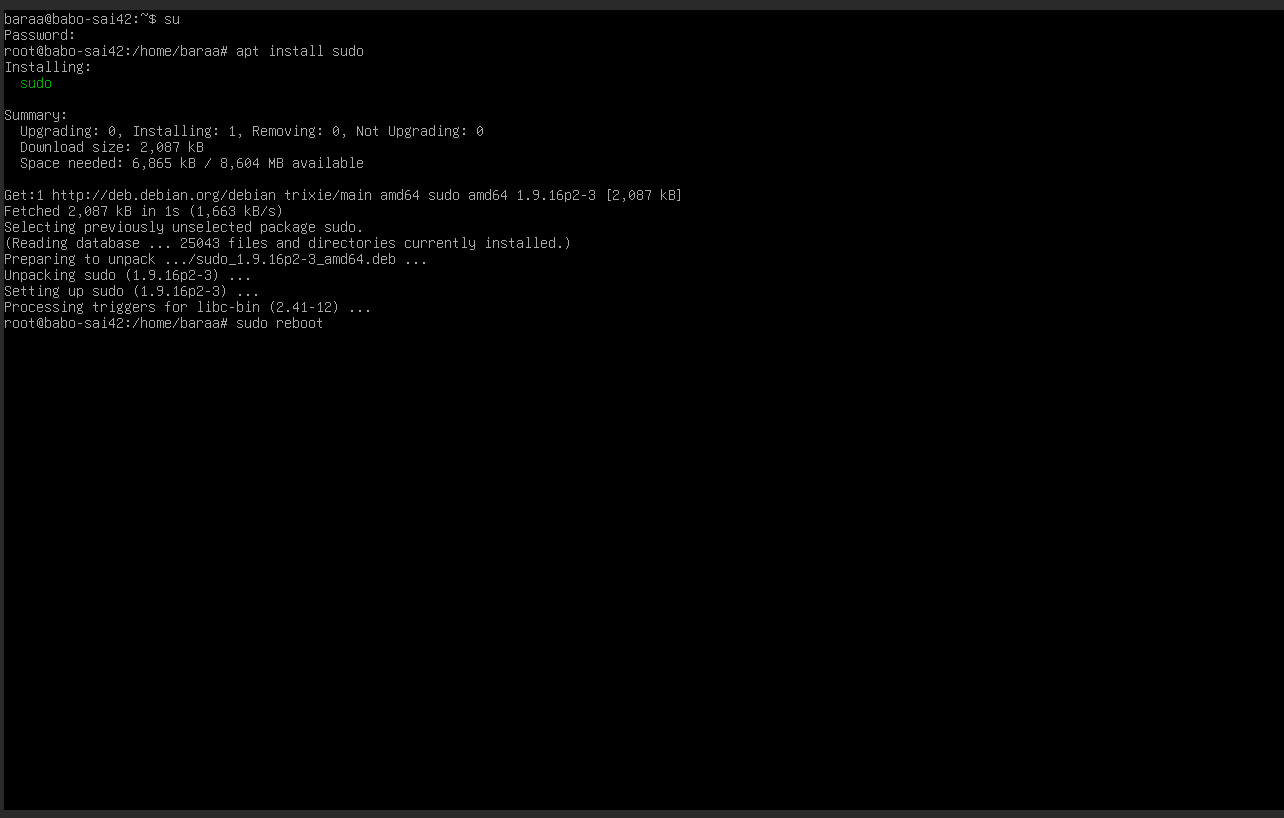 baraa@babo-sai42:~$ su
Password:
root@babo-sai42:/home/baraa# apt install sudo
Installing:
  sudo

Summary:
  Upgrading: 0, Installing: 1, Removing: 0, Not Upgrading: 0
  Download size: 2,087 kB
  Space needed: 6,865 kB / 8,604 MB available

Get:1 http://deb.debian.org/debian trixie/main amd64 sudo amd64 1.9.16p2-3 [2,087 kB]
Fetched 2,087 kB in 1s (1,663 kB/s)
Selecting previously unselected package sudo.
(Reading database ... 25043 files and directories currently installed.)
Preparing to unpack .../sudo_1.9.16p2-3_amd64.deb ...
Unpacking sudo (1.9.16p2-3) ...
Setting up sudo (1.9.16p2-3) ...
Processing triggers for libc-bin (2.41-12) ...
root@babo-sai42:/home/baraa# sudo reboot